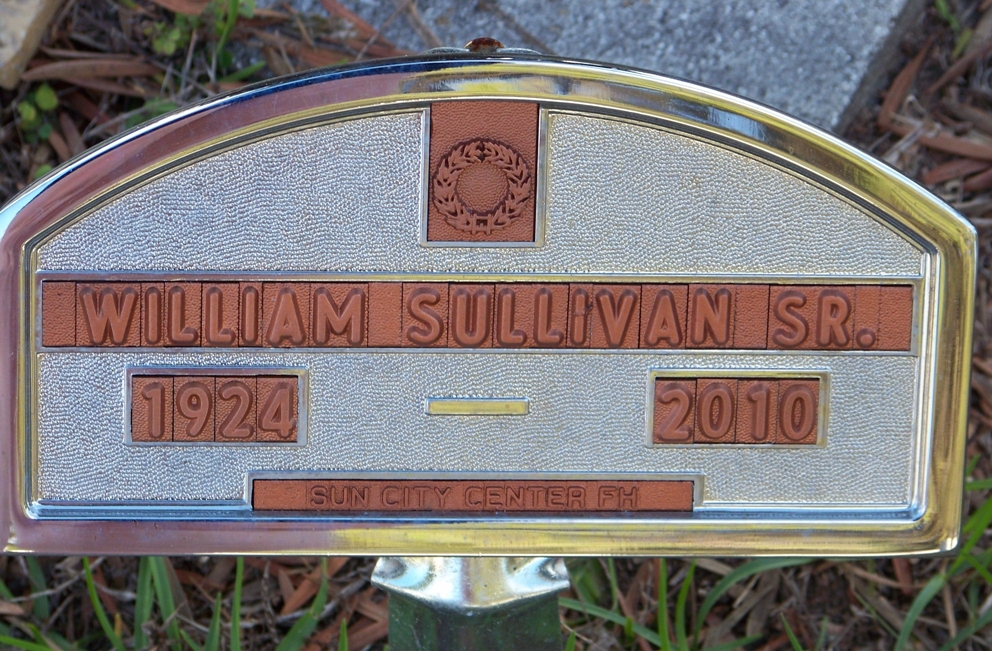 WILLIAM SULLIVAN SR.
1924 — 2010
SUN CITY CENTER FH